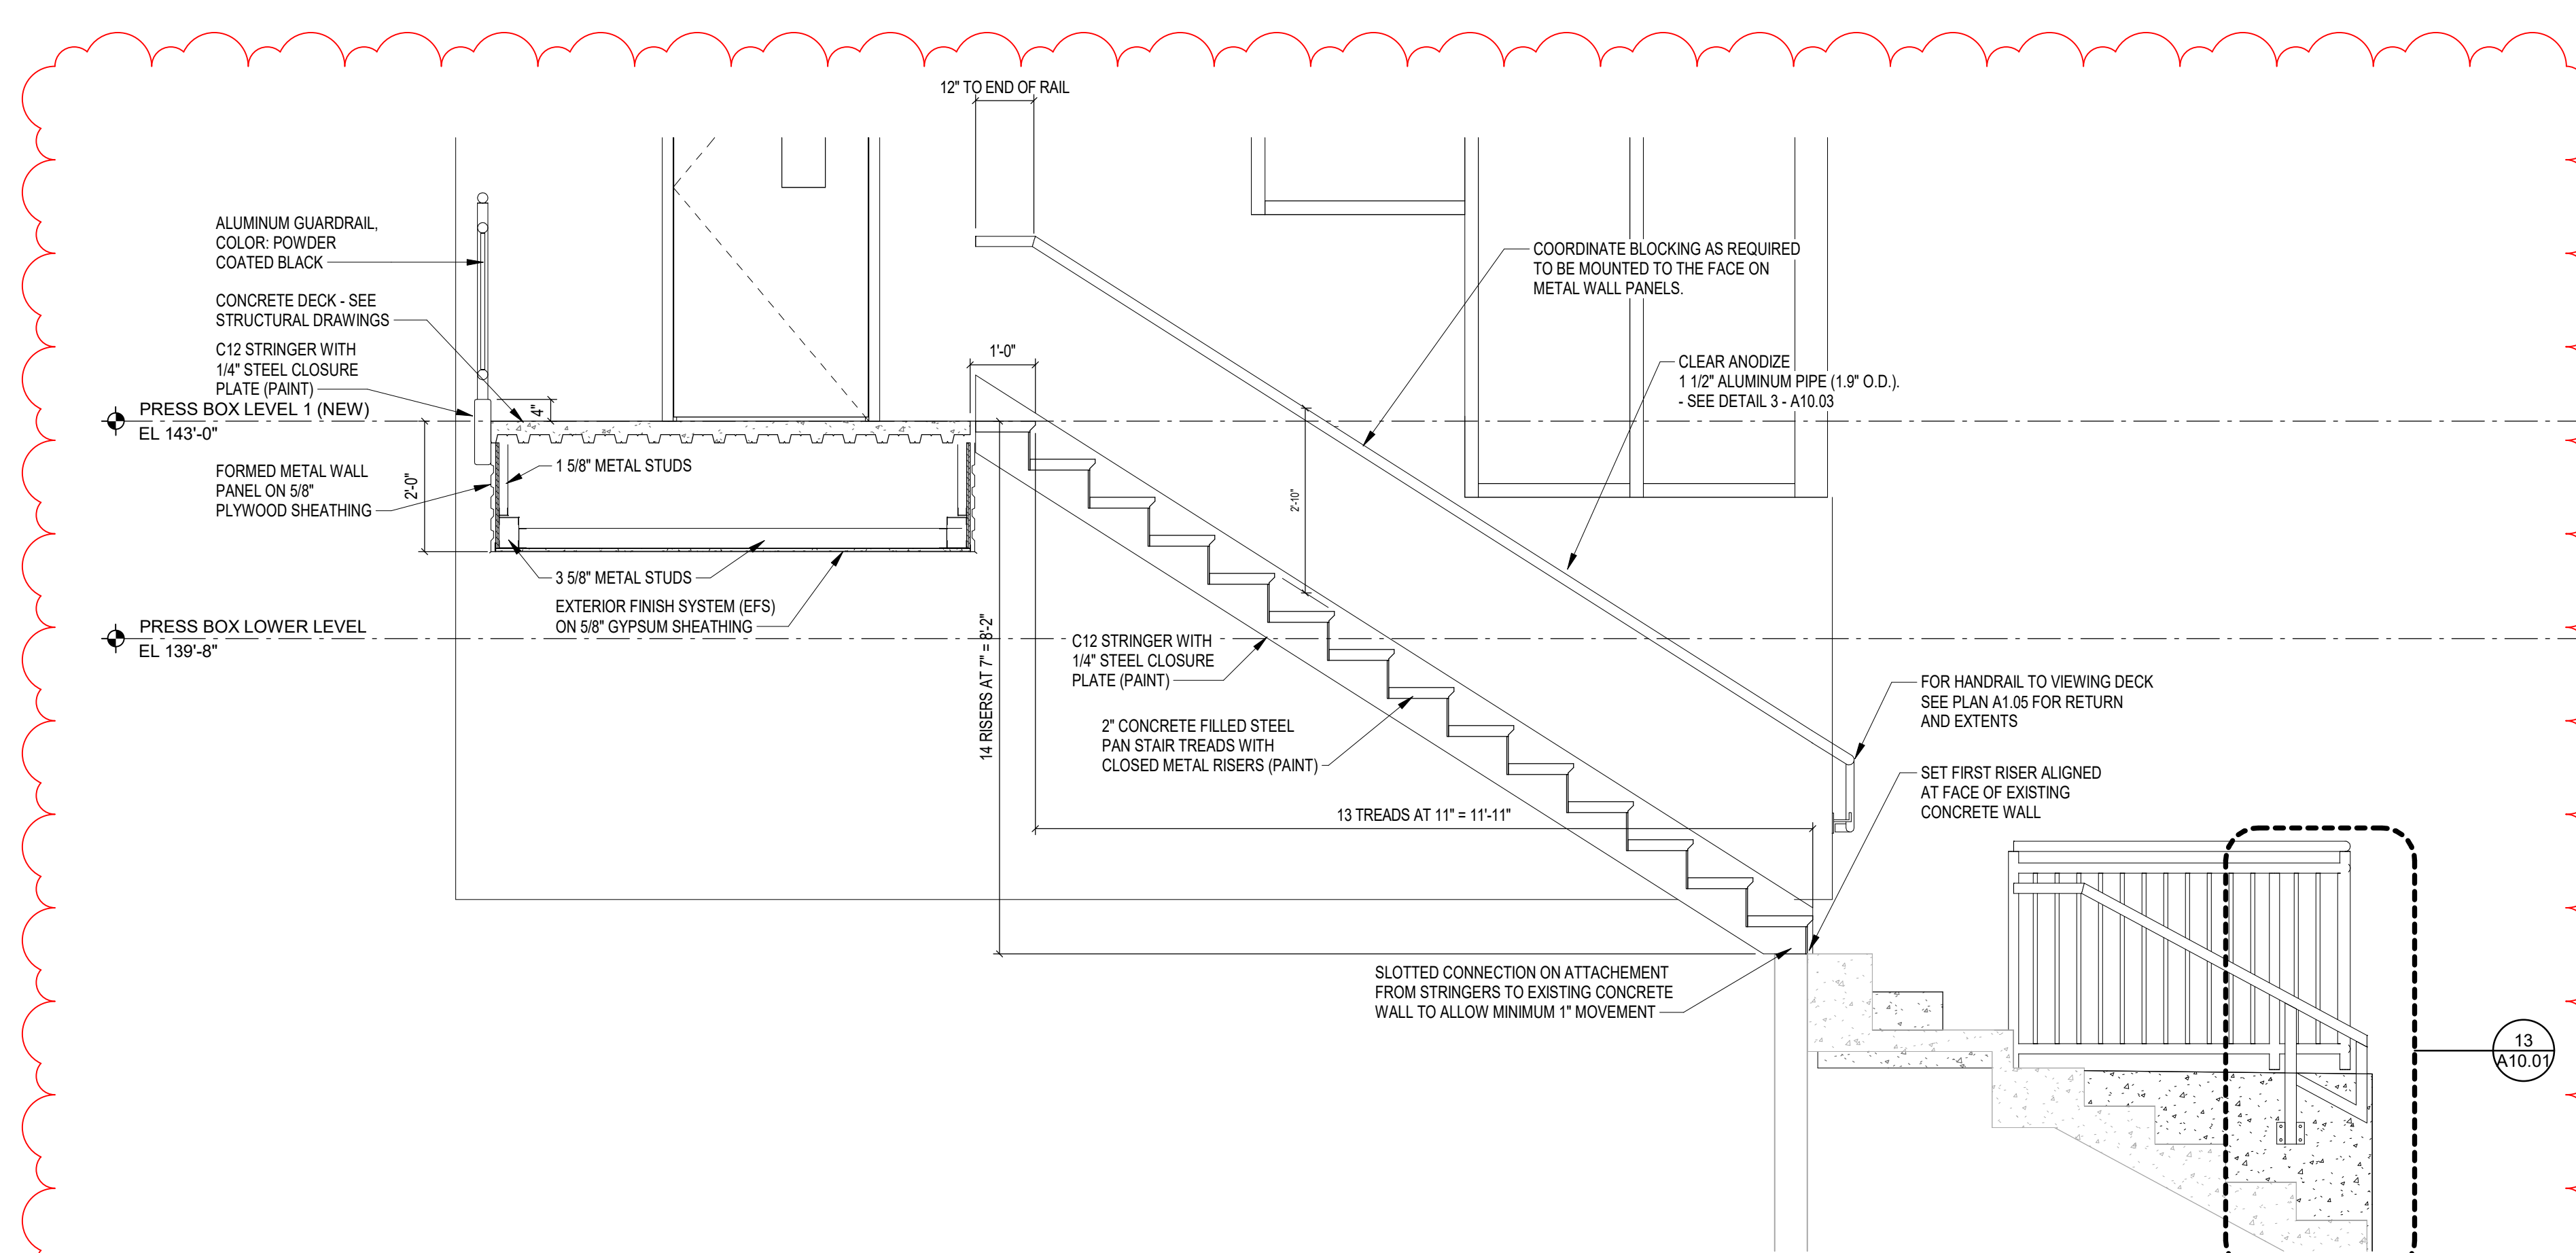 12" TO END OF RAIL
ALUMINUM GUARDRAIL,
COLOR: POWDER
COATED BLACK
CONCRETE DECK - SEE
STRUCTURAL DRAWINGS
C12 STRINGER WITH
1/4" STEEL CLOSURE
PLATE (PAINT)
PRESS BOX LEVEL 1 (NEW)
EL 143'-0"
4"
1'-0"
FORMED METAL WALL
PANEL ON 5/8"
PLYWOOD SHEATHING
2'-0"
1 5/8" METAL STUDS
3 5/8" METAL STUDS
EXTERIOR FINISH SYSTEM (EFS)
ON 5/8" GYPSUM SHEATHING
PRESS BOX LOWER LEVEL
EL 139'-8"
COORDINATE BLOCKING AS REQUIRED
TO BE MOUNTED TO THE FACE ON
METAL WALL PANELS.
CLEAR ANODIZE
1 1/2" ALUMINUM PIPE (1.9" O.D.).
- SEE DETAIL 3 - A10.03
2'-10"
14 RISERS AT 7" = 8'-2"
C12 STRINGER WITH
1/4" STEEL CLOSURE
PLATE (PAINT)
2" CONCRETE FILLED STEEL
PAN STAIR TREADS WITH
CLOSED METAL RISERS (PAINT)
13 TREADS AT 11" = 11'-11"
FOR HANDRAIL TO VIEWING DECK
SEE PLAN A1.05 FOR RETURN
AND EXTENTS
SET FIRST RISER ALIGNED
AT FACE OF EXISTING
CONCRETE WALL
SLOTTED CONNECTION ON ATTACHEMENT
FROM STRINGERS TO EXISTING CONCRETE
WALL TO ALLOW MINIMUM 1" MOVEMENT
13
A10.01